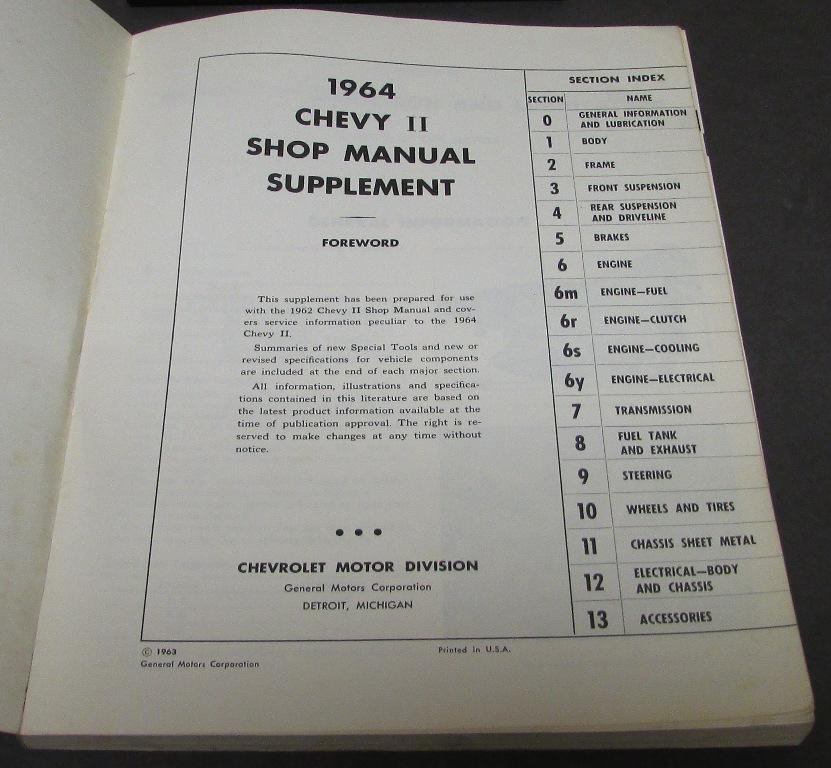 1964
CHEVY II
SHOP MANUAL
SUPPLEMENT
FOREWORD
This supplement has been prepared for use
with the 1962 Chevy II Shop Manual and cov-
ers service information peculiar to the 1964
Chevy II.
Summaries of new Special Tools and new or
revised specifications for vehicle components
are included at the end of each major section.
All information, illustrations and specifica-
tions contained in this literature are based on
the latest product information available at the
time of publication approval. The right is re-
served to make changes at any time without
notice.
• • •
CHEVROLET MOTOR DIVISION
General Motors Corporation
DETROIT, MICHIGAN
SECTION INDEX
SECTION NAME
0 GENERAL INFORMATION
AND LUBRICATION
1 BODY
2 FRAME
3 FRONT SUSPENSION
4 REAR SUSPENSION
AND DRIVELINE
5 BRAKES
6 ENGINE
6m ENGINE—FUEL
6r ENGINE—CLUTCH
6s ENGINE—COOLING
6y ENGINE—ELECTRICAL
7 TRANSMISSION
8 FUEL TANK
AND EXHAUST
9 STEERING
10 WHEELS AND TIRES
11 CHASSIS SHEET METAL
12 ELECTRICAL—BODY
AND CHASSIS
13 ACCESSORIES
© 1963
General Motors Corporation
Printed in U.S.A.